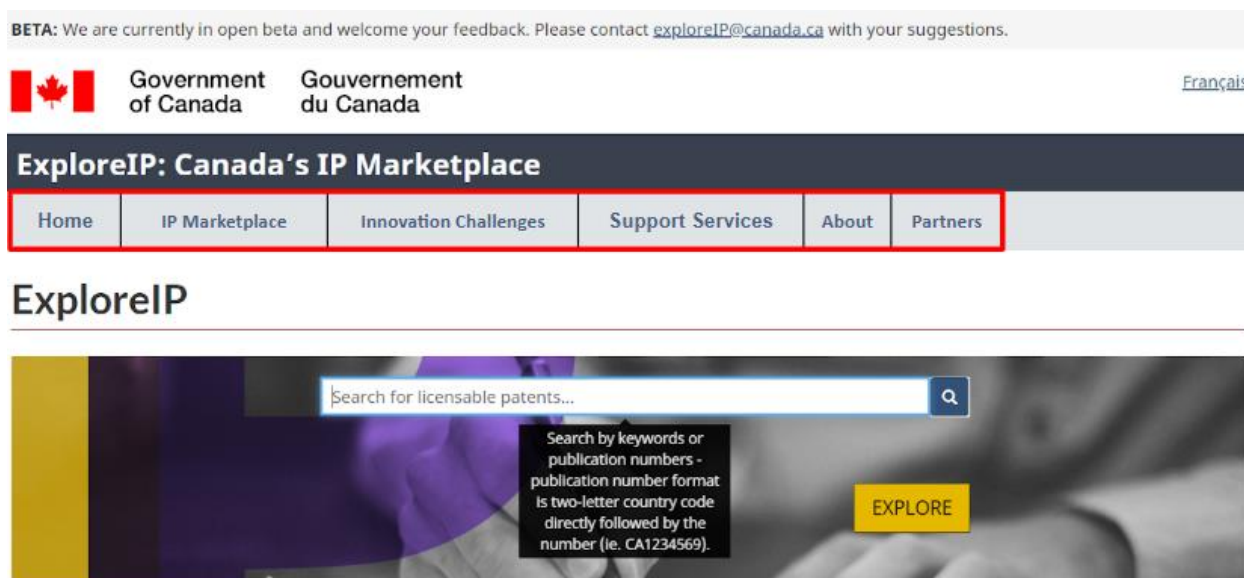 BETA: We are currently in open beta and welcome your feedback. Please contact exploreIP@canada.ca with your suggestions.
Government Gouvernement
of Canada du Canada
Français
ExploreIP: Canada's IP Marketplace
Home IP Marketplace Innovation Challenges Support Services About Partners
ExploreIP
Search for licensable patents...
Search by keywords or
publication numbers -
publication number format
is two-letter country code
directly followed by the
number (ie. CA1234569).
EXPLORE